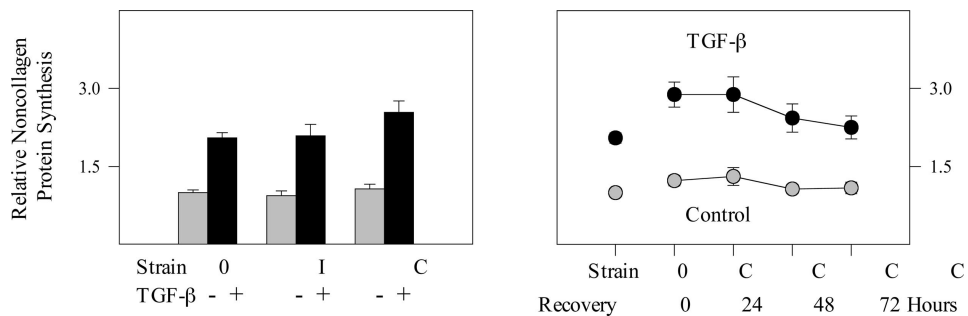 Relative Noncollagen
Protein Synthesis
3.0
1.5
Strain 0 I C
TGF-β - + - + - +
TGF-β
3.0
1.5
Control
Strain 0 C C C C
Recovery 0 24 48 72 Hours